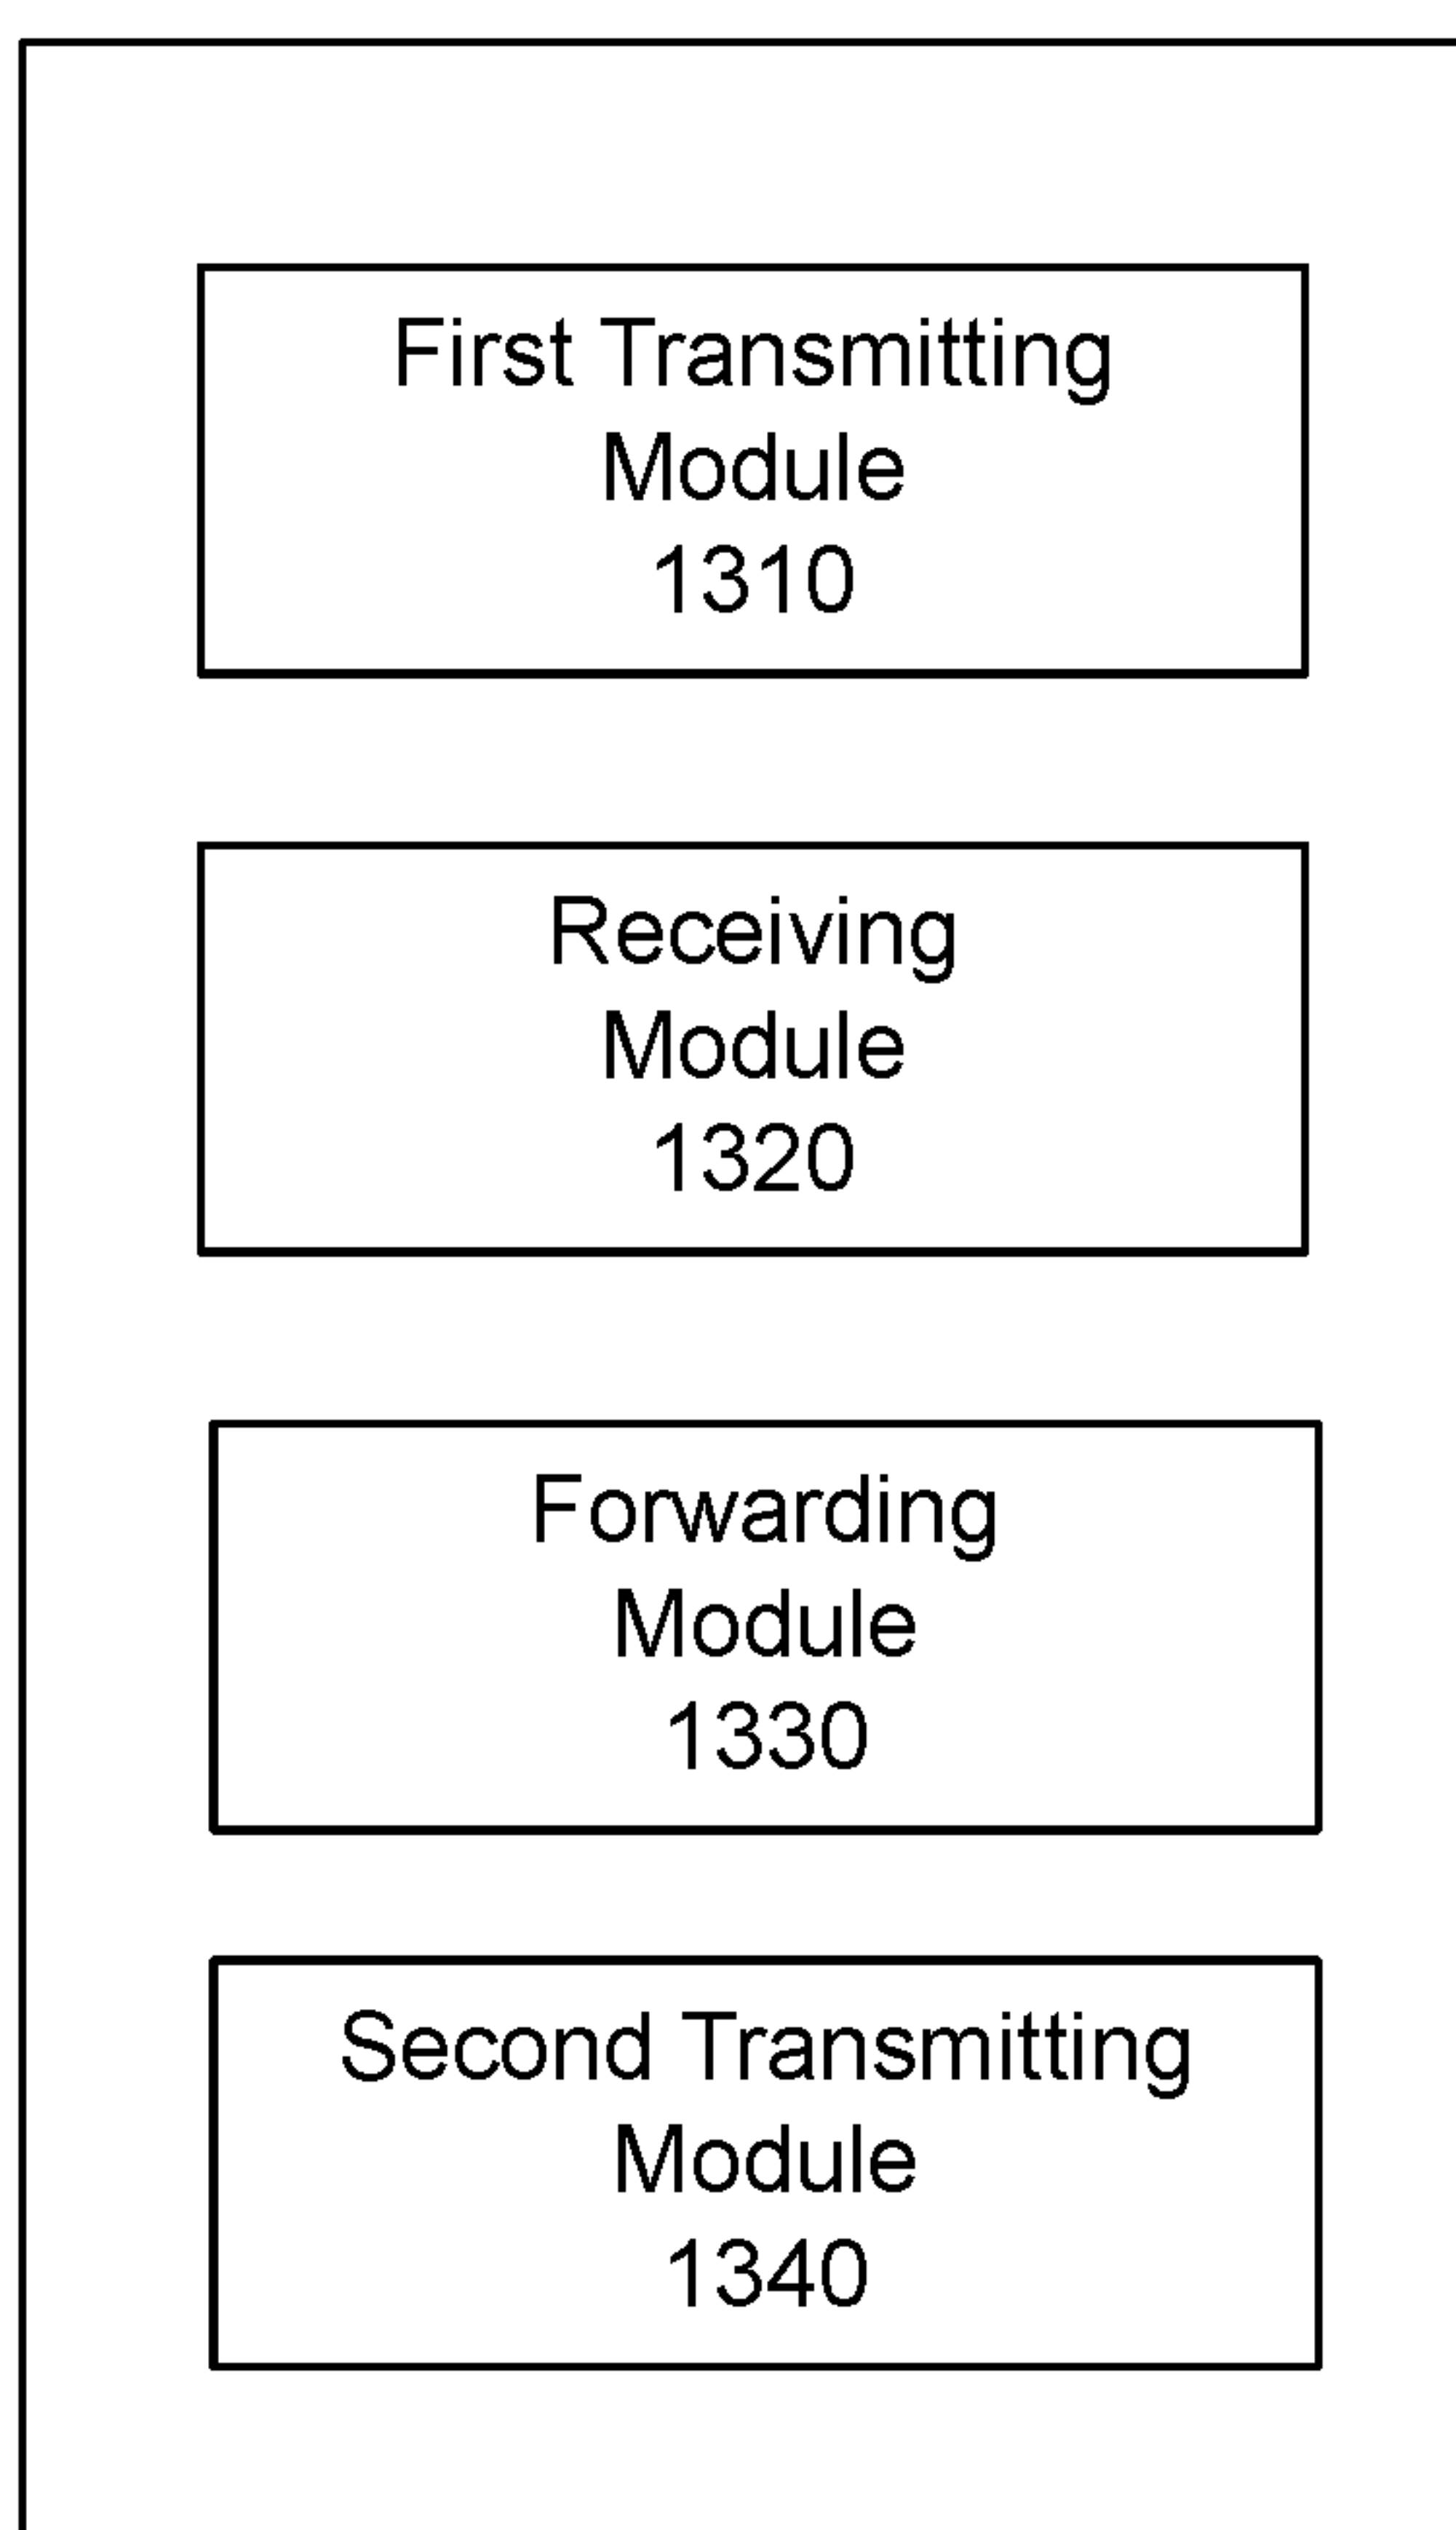 First Transmitting
Module
1310
Receiving
Module
1320
Forwarding
Module
1330
Second Transmitting
Module
1340